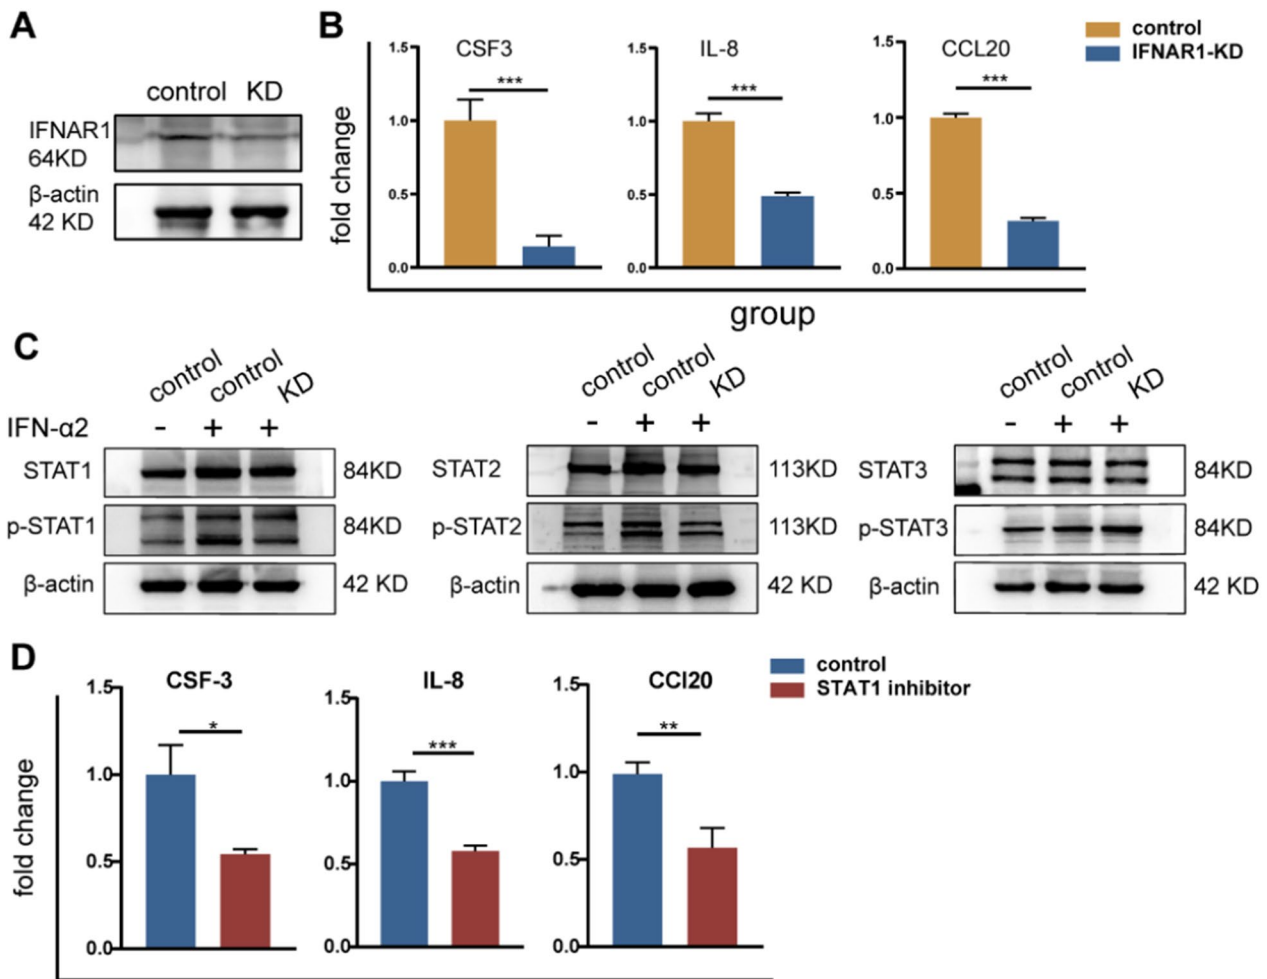 A
control KD
IFNAR1
64KD
β-actin
42 KD
B
control
IFNAR1-KD
fold change
CSF3
1.5
1.0
0.5
0.0
***
IL-8
1.5
1.0
0.5
0.0
***
CCL20
1.5
1.0
0.5
0.0
***
group
C
control control KD
IFN-α2 - + +
STAT1 84KD
p-STAT1 84KD
β-actin 42 KD
control control KD
- + +
STAT2 113KD
p-STAT2 113KD
β-actin 42 KD
control control KD
- + +
STAT3 84KD
p-STAT3 84KD
β-actin 42 KD
D
control
STAT1 inhibitor
fold change
CSF-3
1.5
1.0
0.5
0.0
*
IL-8
1.5
1.0
0.5
0.0
***
CCl20
1.5
1.0
0.5
0.0
**